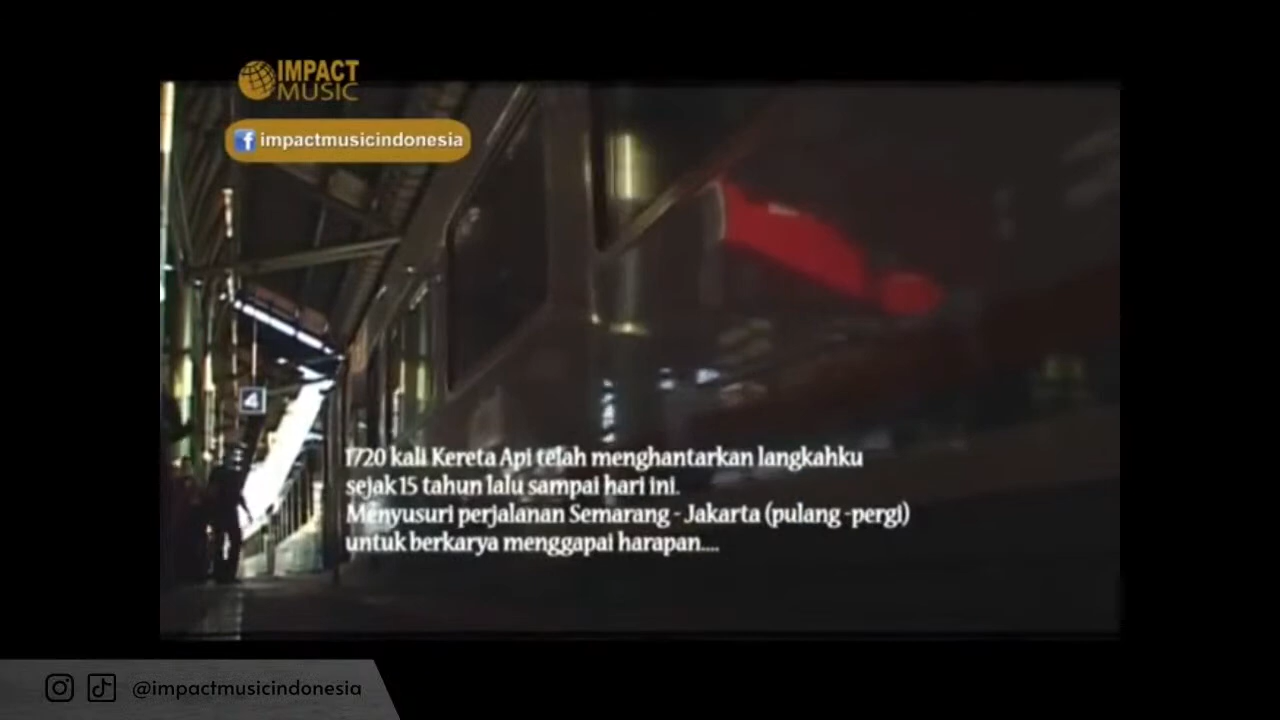 IMPACT
MUSIC
impactmusicindonesia
4
1720 kali Kereta Api telah menghantarkan langkahku
sejak 15 tahun lalu sampai hari ini.
Menyusuri perjalanan Semarang - Jakarta (pulang -pergi)
untuk berkarya menggapai harapan....
@impactmusicindonesia